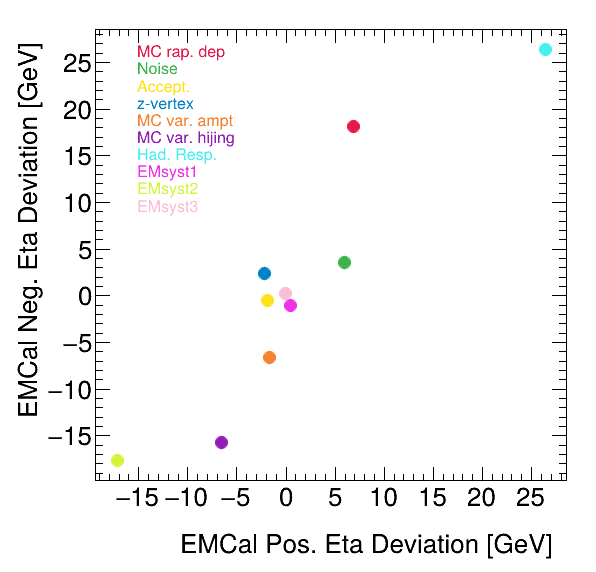 EMCal Neg. Eta Deviation [GeV]
25
20
15
10
5
0
−5
−10
−15
MC rap. dep
Noise
Accept.
z-vertex
MC var. ampt
MC var. hijing
Had. Resp.
EMsyst1
EMsyst2
EMsyst3
−15 −10 −5 0 5 10 15 20 25
EMCal Pos. Eta Deviation [GeV]